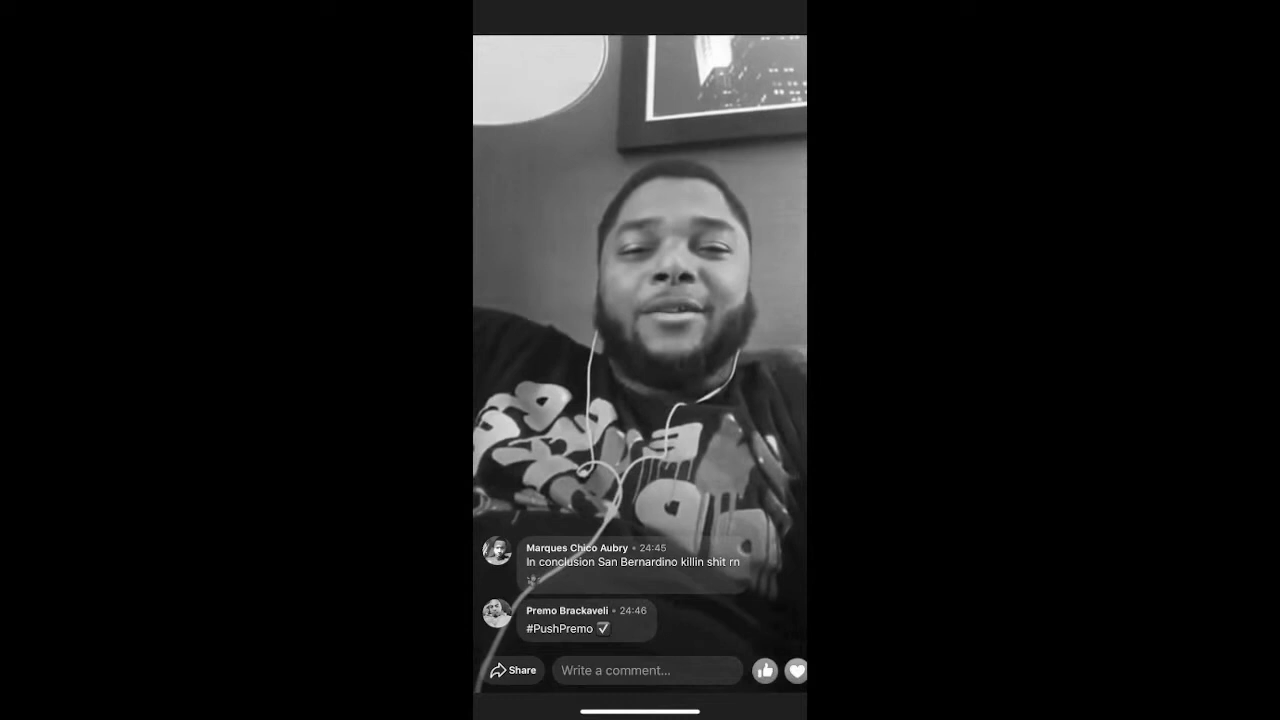 Marques Chico Aubry • 24:45
In conclusion San Bernardino killin shit rn
Premo Brackaveli • 24:46
#PushPremo ✅
Share
Write a comment...